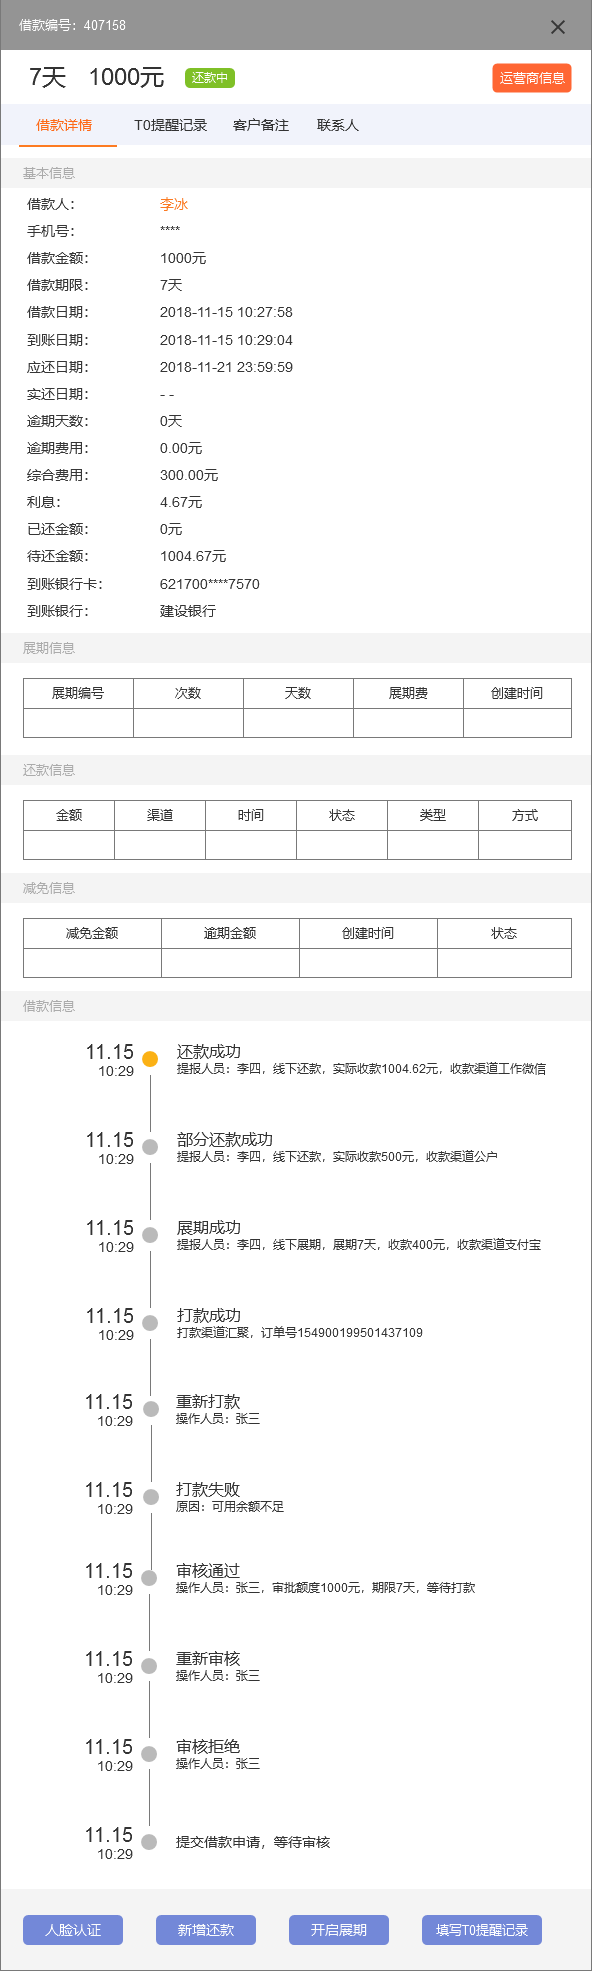 借款编号：407158
7天 1000元 还款中 运营商信息
借款详情 T0提醒记录 客户备注 联系人
基本信息
借款人： 李冰
手机号： ****
借款金额： 1000元
借款期限： 7天
借款日期： 2018-11-15 10:27:58
到账日期： 2018-11-15 10:29:04
应还日期： 2018-11-21 23:59:59
实还日期： - -
逾期天数： 0天
逾期费用： 0.00元
综合费用： 300.00元
利息： 4.67元
已还金额： 0元
待还金额： 1004.67元
到账银行卡： 621700****7570
到账银行： 建设银行
展期信息
展期编号 次数 天数 展期费 创建时间
还款信息
金额 渠道 时间 状态 类型 方式
减免信息
减免金额 逾期金额 创建时间 状态
借款信息
11.15 还款成功
10:29 提报人员：李四，线下还款，实际收款1004.62元，收款渠道工作微信
11.15 部分还款成功
10:29 提报人员：李四，线下还款，实际收款500元，收款渠道公户
11.15 展期成功
10:29 提报人员：李四，线下展期，展期7天，收款400元，收款渠道支付宝
11.15 打款成功
10:29 打款渠道汇聚，订单号154900199501437109
11.15 重新打款
10:29 操作人员：张三
11.15 打款失败
10:29 原因：可用余额不足
11.15 审核通过
10:29 操作人员：张三，审批额度1000元，期限7天，等待打款
11.15 重新审核
10:29 操作人员：张三
11.15 审核拒绝
10:29 操作人员：张三
11.15 提交借款申请，等待审核
10:29
人脸认证 新增还款 开启展期 填写T0提醒记录